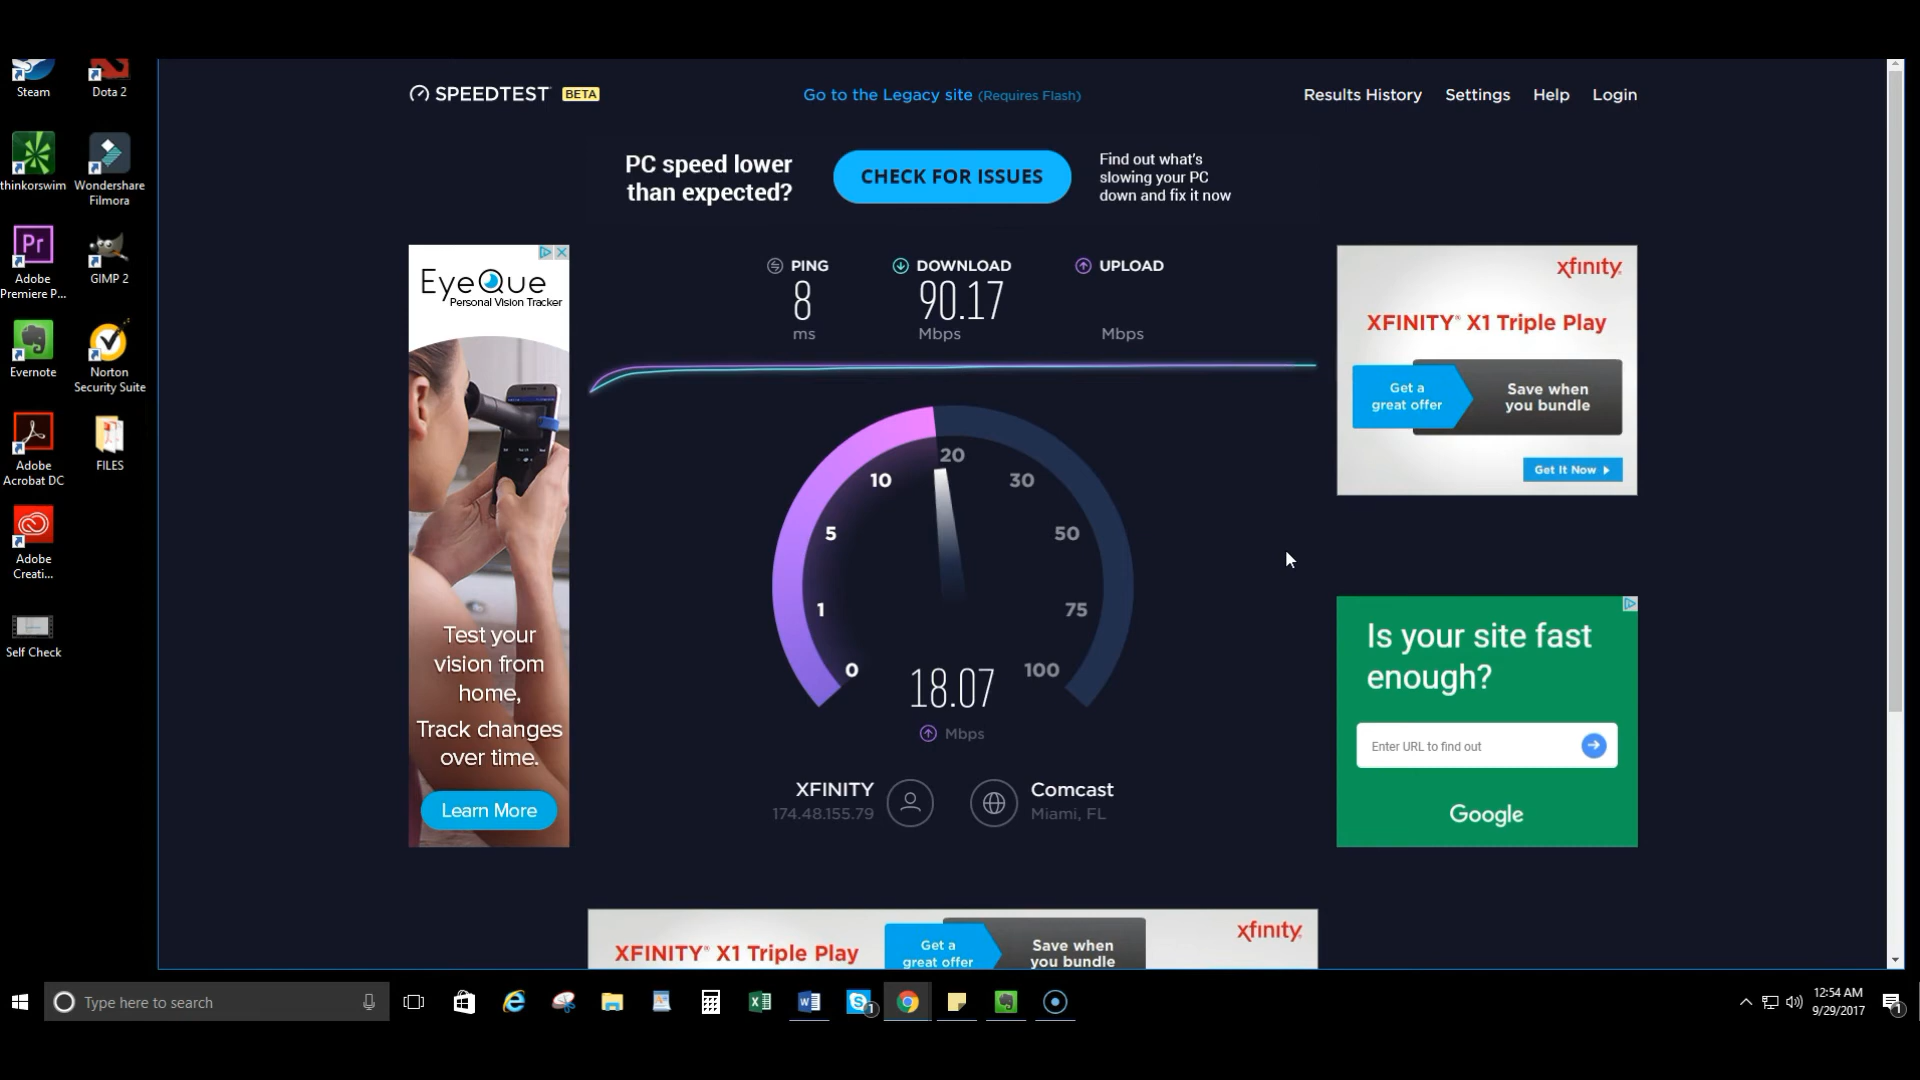 Steam
Dota 2
thinkorswim
Wondershare
Filmora
Pr
Adobe
Premiere P...
GIMP 2
Evernote
Norton
Security Suite
Adobe
Acrobat DC
FILES
Adobe
Creati...
Self Check
SPEEDTEST BETA
Go to the Legacy site (Requires Flash)
Results History Settings Help Login
PC speed lower
than expected?
CHECK FOR ISSUES
Find out what's
slowing your PC
down and fix it now
EyeQue
Personal Vision Tracker
Test your
vision from
home,
Track changes
over time.
Learn More
PING DOWNLOAD UPLOAD
8 90.17
ms Mbps Mbps
0
1
5
10
20
30
50
75
100
18.07
Mbps
XFINITY
174.48.155.79
Comcast
Miami, FL
xfinity
XFINITY® X1 Triple Play
Get a
great offer
Save when
you bundle
Get It Now
Is your site fast
enough?
Enter URL to find out
Google
XFINITY® X1 Triple Play
Get a
great offer
Save when
you bundle
xfinity
Type here to search
1
12:54 AM
9/29/2017
1